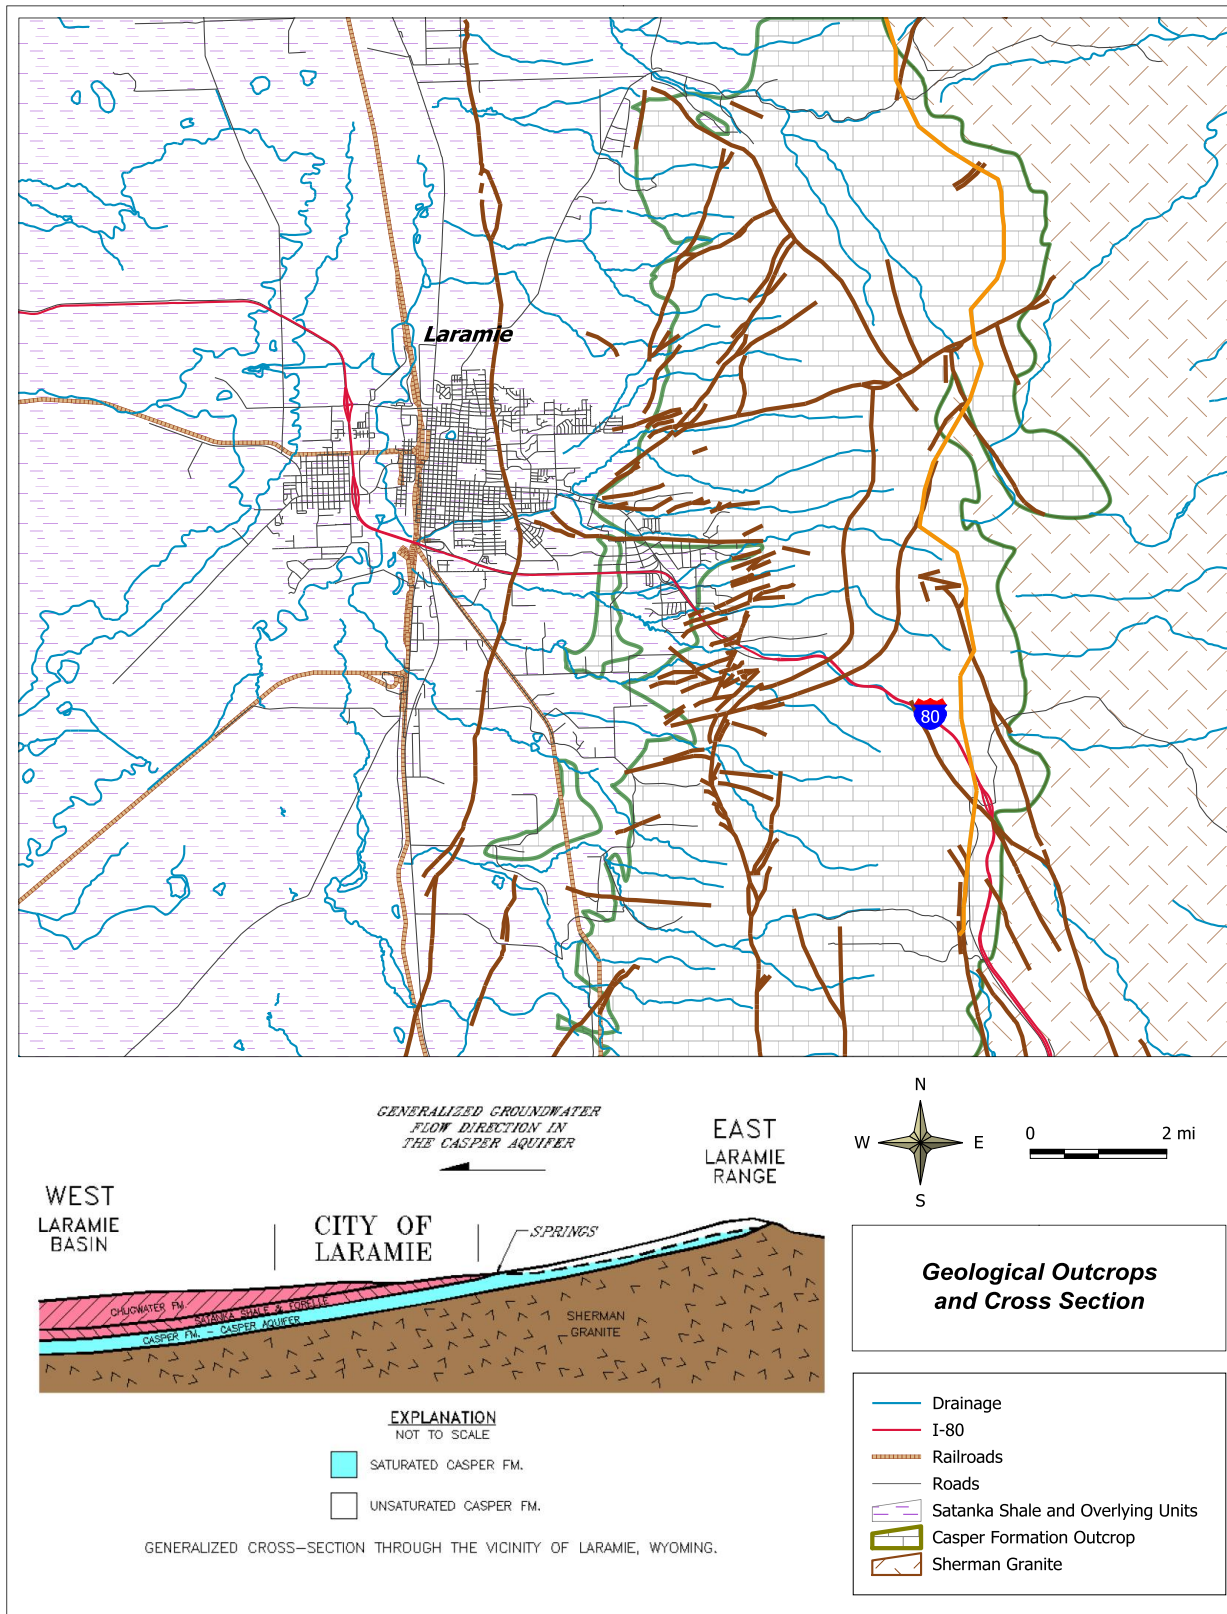 Laramie
80
GENERALIZED GROUNDWATER
FLOW DIRECTION IN
THE CASPER AQUIFER
EAST
LARAMIE
RANGE
WEST
LARAMIE
BASIN
CITY OF
LARAMIE
SPRINGS
CHUGWATER FM.
SATANKA SHALE & FORELLE
CASPER FM. - CASPER AQUIFER
SHERMAN
GRANITE
EXPLANATION
NOT TO SCALE
SATURATED CASPER FM.
UNSATURATED CASPER FM.
GENERALIZED CROSS-SECTION THROUGH THE VICINITY OF LARAMIE, WYOMING.
N
W E
S
0 2 mi
Geological Outcrops
and Cross Section
Drainage
I-80
Railroads
Roads
Satanka Shale and Overlying Units
Casper Formation Outcrop
Sherman Granite